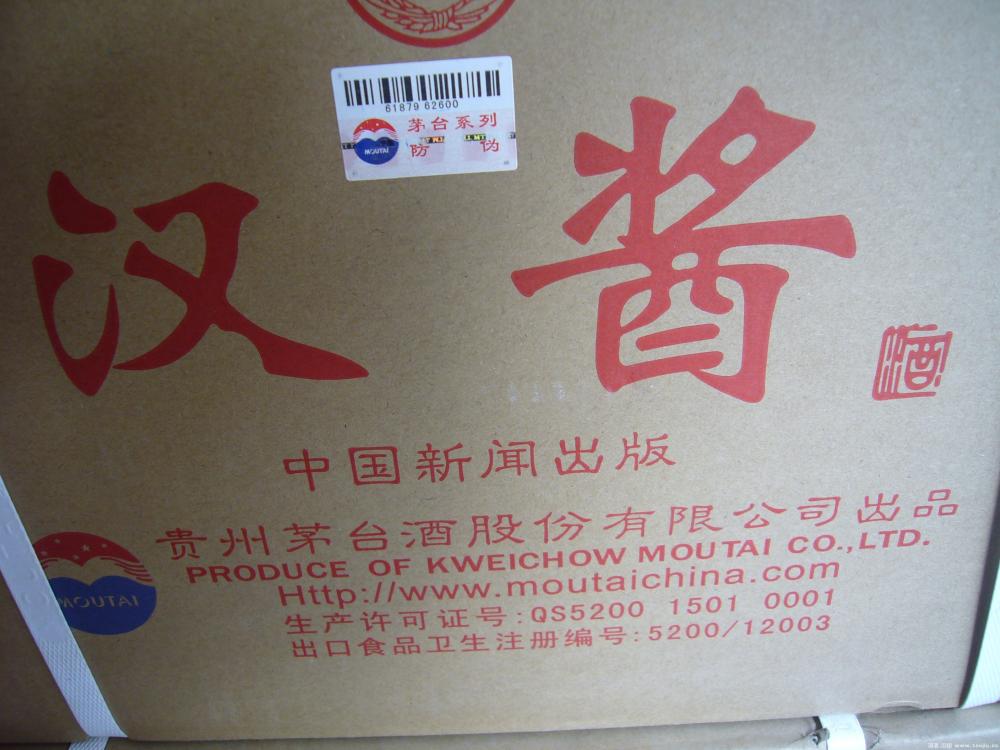 61879 62600
茅台系列
防 伪
MOUTAI
汉酱
酒
中国新闻出版
贵州茅台酒股份有限公司出品
PRODUCE OF KWEICHOW MOUTAI CO.,LTD.
Http://www.moutaichina.com
MOUTAI
生产许可证号:QS5200 1501 0001
出口食品卫生注册编号:5200/12003